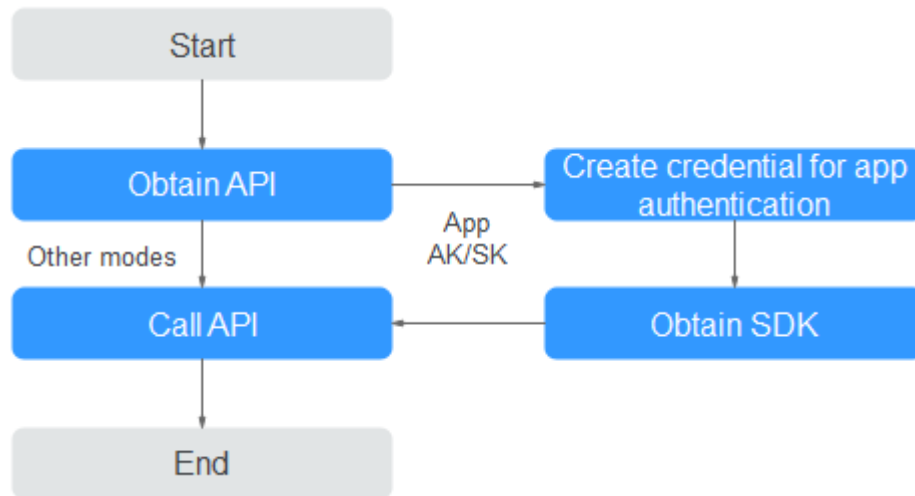 Start
Obtain API
Create credential for app
authentication
App
AK/SK
Other modes
Call API
Obtain SDK
End